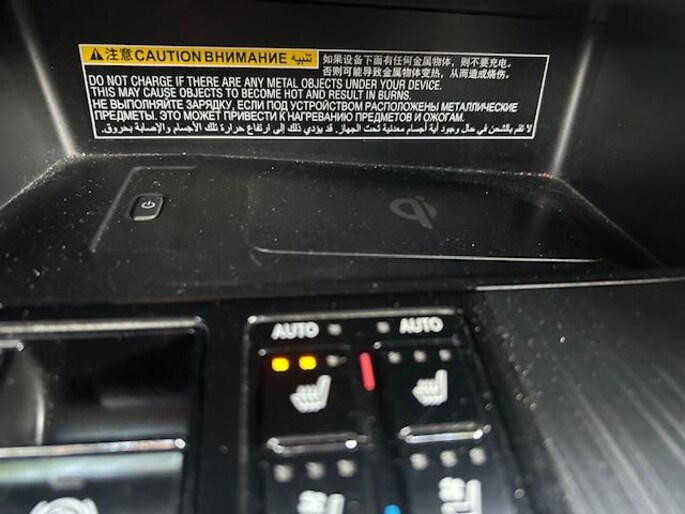 注意 CAUTION ВНИМАНИЕ تنبيه
如果设备下面有任何金属物体，则不要充电。
否则可能导致金属物体变热，从而造成烧伤。
DO NOT CHARGE IF THERE ARE ANY METAL OBJECTS UNDER YOUR DEVICE.
THIS MAY CAUSE OBJECTS TO BECOME HOT AND RESULT IN BURNS.
НЕ ВЫПОЛНЯЙТЕ ЗАРЯДКУ, ЕСЛИ ПОД УСТРОЙСТВОМ РАСПОЛОЖЕНЫ МЕТАЛЛИЧЕСКИЕ
ПРЕДМЕТЫ. ЭТО МОЖЕТ ПРИВЕСТИ К НАГРЕВАНИЮ ПРЕДМЕТОВ И ОЖОГАМ.
لا تقم بالشحن في حال وجود أية أجسام معدنية تحت الجهاز. قد يؤدي ذلك إلى ارتفاع حرارة تلك الأجسام والإصابة بحروق.
AUTO AUTO